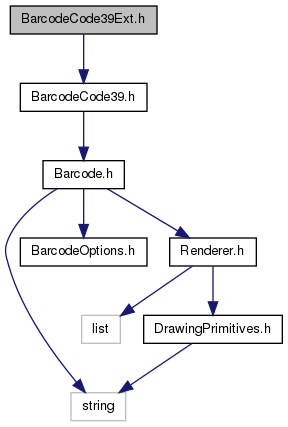 BarcodeCode39Ext.h
BarcodeCode39.h
Barcode.h
BarcodeOptions.h
Renderer.h
list
DrawingPrimitives.h
string